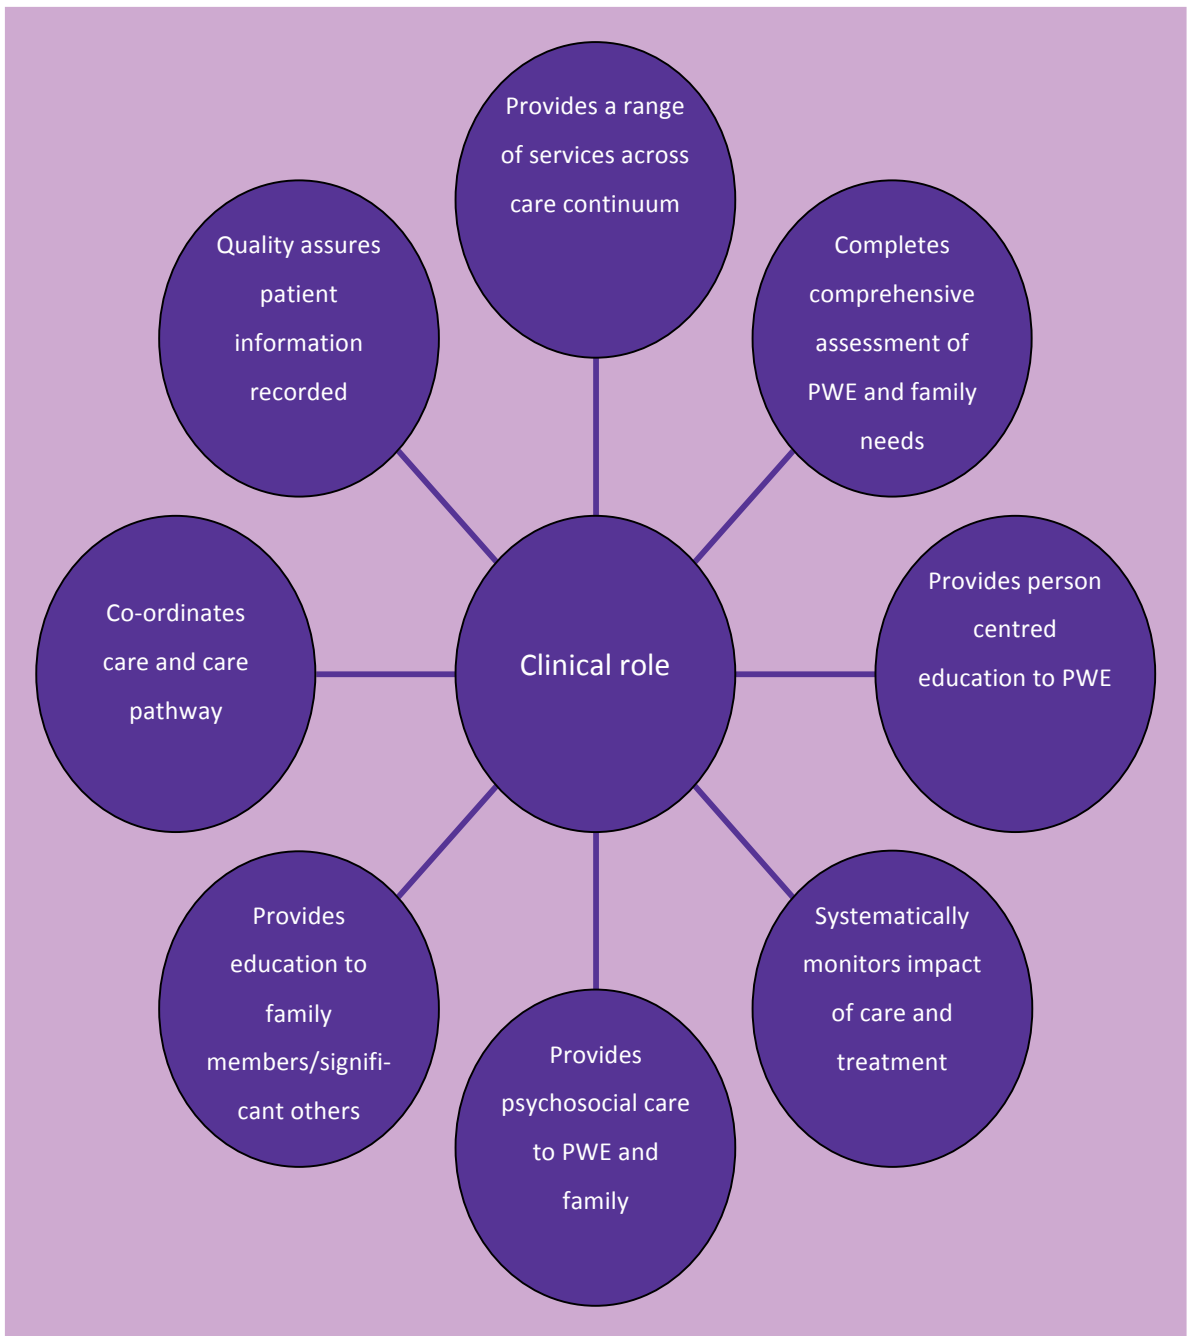 Provides a range
of services across
care continuum
Completes
comprehensive
assessment of
PWE and family
needs
Provides person
centred
education to PWE
Systematically
monitors impact
of care and
treatment
Provides
psychosocial care
to PWE and
family
Provides
education to
family
members/signifi-
cant others
Co-ordinates
care and care
pathway
Quality assures
patient
information
recorded
Clinical role